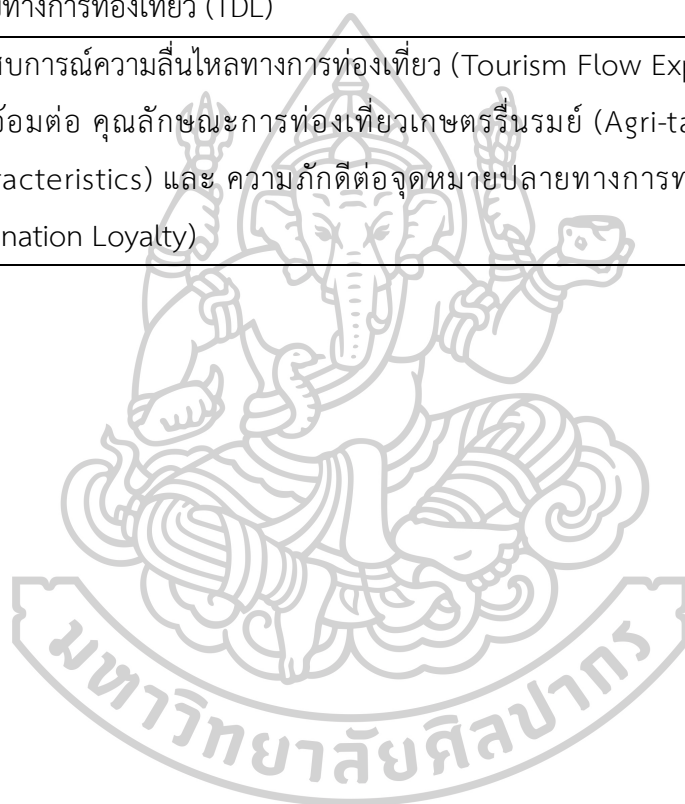 ทางการท่องเที่ยว (TDL)
บการณ์ความลื่นไหลทางการท่องเที่ยว (Tourism Flow Exp
อ้อมต่อ คุณลักษณะการท่องเที่ยวเกษตรรื่นรมย์ (Agri-ta
racteristics) และ ความภักดีต่อจุดหมายปลายทางการท
nation Loyalty)
มหาวิทยาลัยศิลปากร